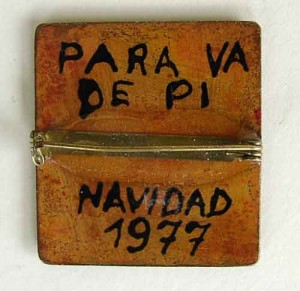 PARA VA
DE PI
NAVIDAD
1977